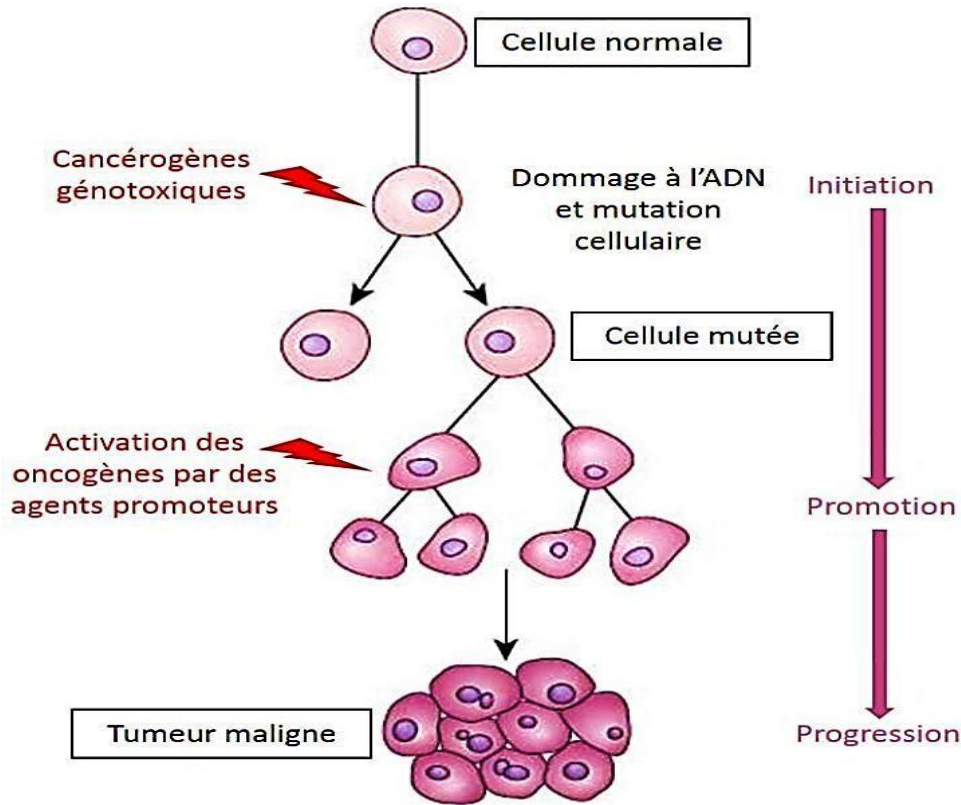 Cellule normale
Cancérogènes
génotoxiques
Dommage à l’ADN
et mutation
cellulaire
Initiation
Cellule mutée
Activation des
oncogènes par des
agents promoteurs
Promotion
Tumeur maligne
Progression